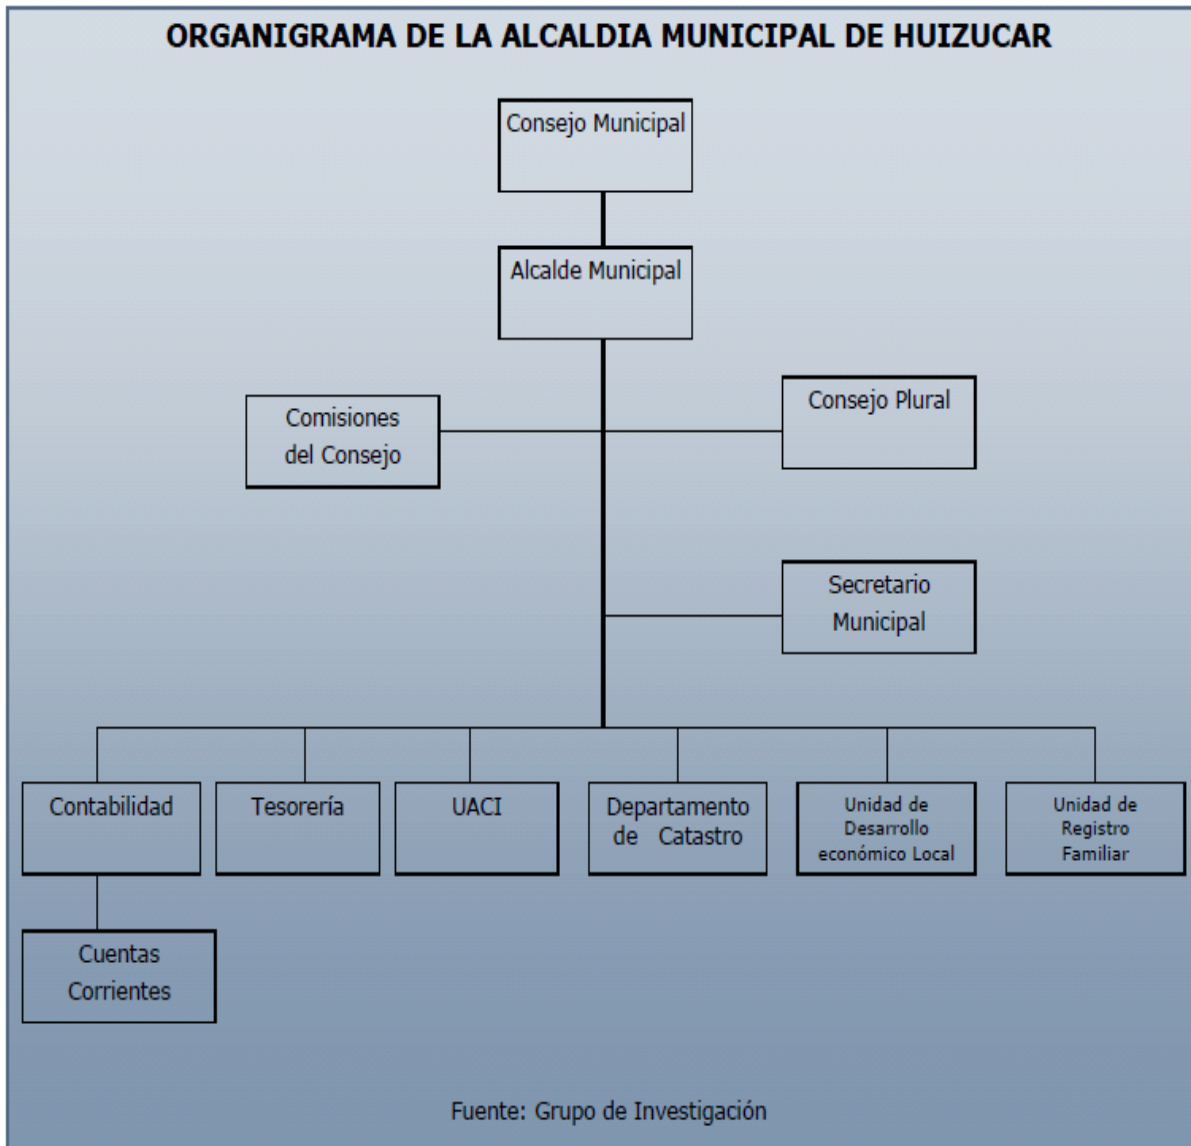 ORGANIGRAMA DE LA ALCALDIA MUNICIPAL DE HUIZUCAR
Consejo Municipal
Alcalde Municipal
Comisiones
del Consejo
Consejo Plural
Secretario
Municipal
Contabilidad
Tesorería
UACI
Departamento
de Catastro
Unidad de
Desarrollo
económico Local
Unidad de
Registro
Familiar
Cuentas
Corrientes
Fuente: Grupo de Investigación